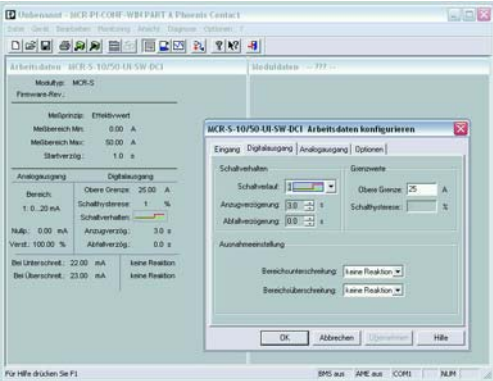 Unbenannt - MCR-PI-CONF-WIN PART A Phoenix Contact
Datei Gerät Bearbeiten Monitoring Ansicht Diagnose Optionen ?
Arbeitsdaten MCR-S-10/50-UI-SW-DCI
Moduldaten -- ??? --
Modultyp: MCR-S
Firmware-Rev.:
Meßprinzip: Effektivwert
Meßbereich Min: 0.00 A
Meßbereich Max: 50.00 A
Startverzög.: 1.0 s
Analogausgang Digitalausgang
Bereich: 1: 0...20 mA
Obere Grenze: 25.00 A
Schalthysterese: 1 %
Schaltverhalten:
Nullp.: 0.00 mA Anzugverzög.: 3.0 s
Verst.: 100.00 % Abfallverzög.: 0.0 s
Bei Unterschreit.: 22.00 mA keine Reaktion
Bei Überschreit.: 23.00 mA keine Reaktion
MCR-S-10/50-UI-SW-DCI Arbeitsdaten konfigurieren
Eingang Digitalausgang Analogausgang Optionen
Schaltverhalten
Schaltverlauf: 1
Anzugverzögerung: 3.0 s
Abfallverzögerung: 0.0 s
Grenzwerte
Obere Grenze: 25 A
Schalthysterese: %
Ausnahmeeinstellung
Bereichsunterschreitung: keine Reaktion
Bereichsüberschreitung: keine Reaktion
OK Abbrechen Übernehmen Hilfe
Für Hilfe drücken Sie F1
BMS aus AME aus COM1 NUM